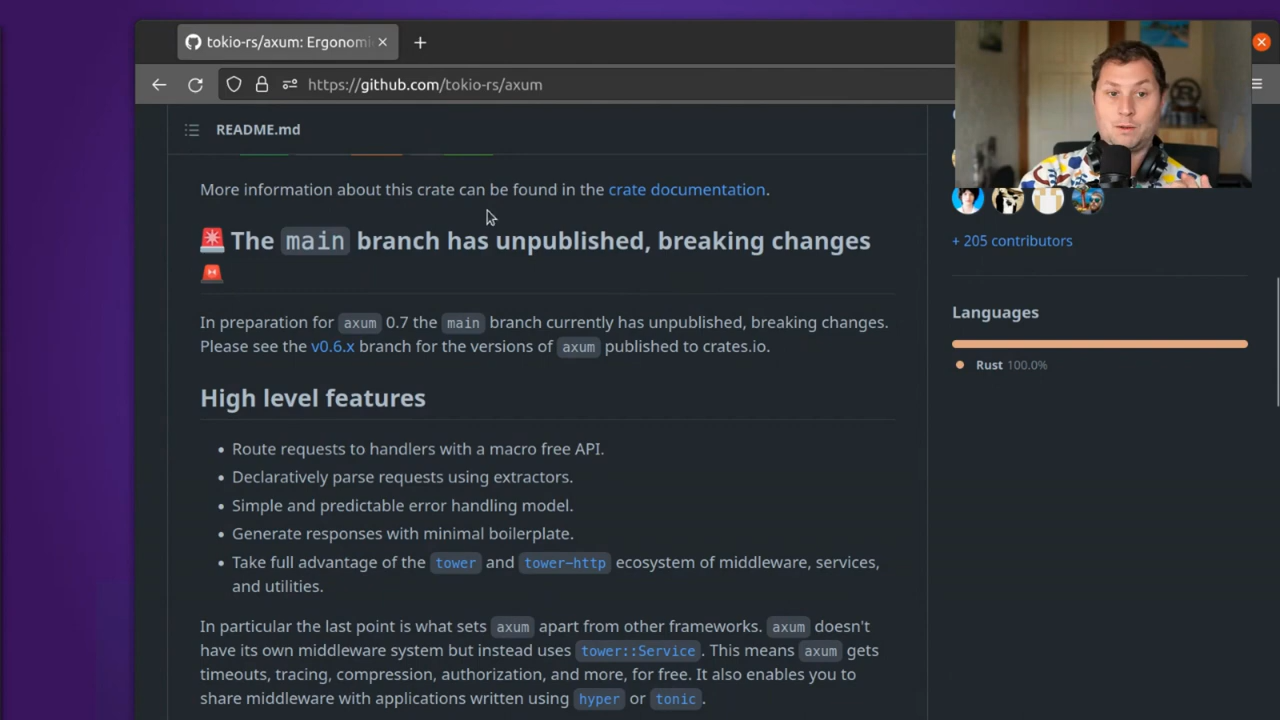 tokio-rs/axum: Ergonomi
https://github.com/tokio-rs/axum
README.md
More information about this crate can be found in the crate documentation.
🚨 The main branch has unpublished, breaking changes
🚨
In preparation for axum 0.7 the main branch currently has unpublished, breaking changes.
Please see the v0.6.x branch for the versions of axum published to crates.io.
High level features
• Route requests to handlers with a macro free API.
• Declaratively parse requests using extractors.
• Simple and predictable error handling model.
• Generate responses with minimal boilerplate.
• Take full advantage of the tower and tower-http ecosystem of middleware, services,
and utilities.
In particular the last point is what sets axum apart from other frameworks. axum doesn't
have its own middleware system but instead uses tower::Service. This means axum gets
timeouts, tracing, compression, authorization, and more, for free. It also enables you to
share middleware with applications written using hyper or tonic.
+ 205 contributors
Languages
Rust 100.0%